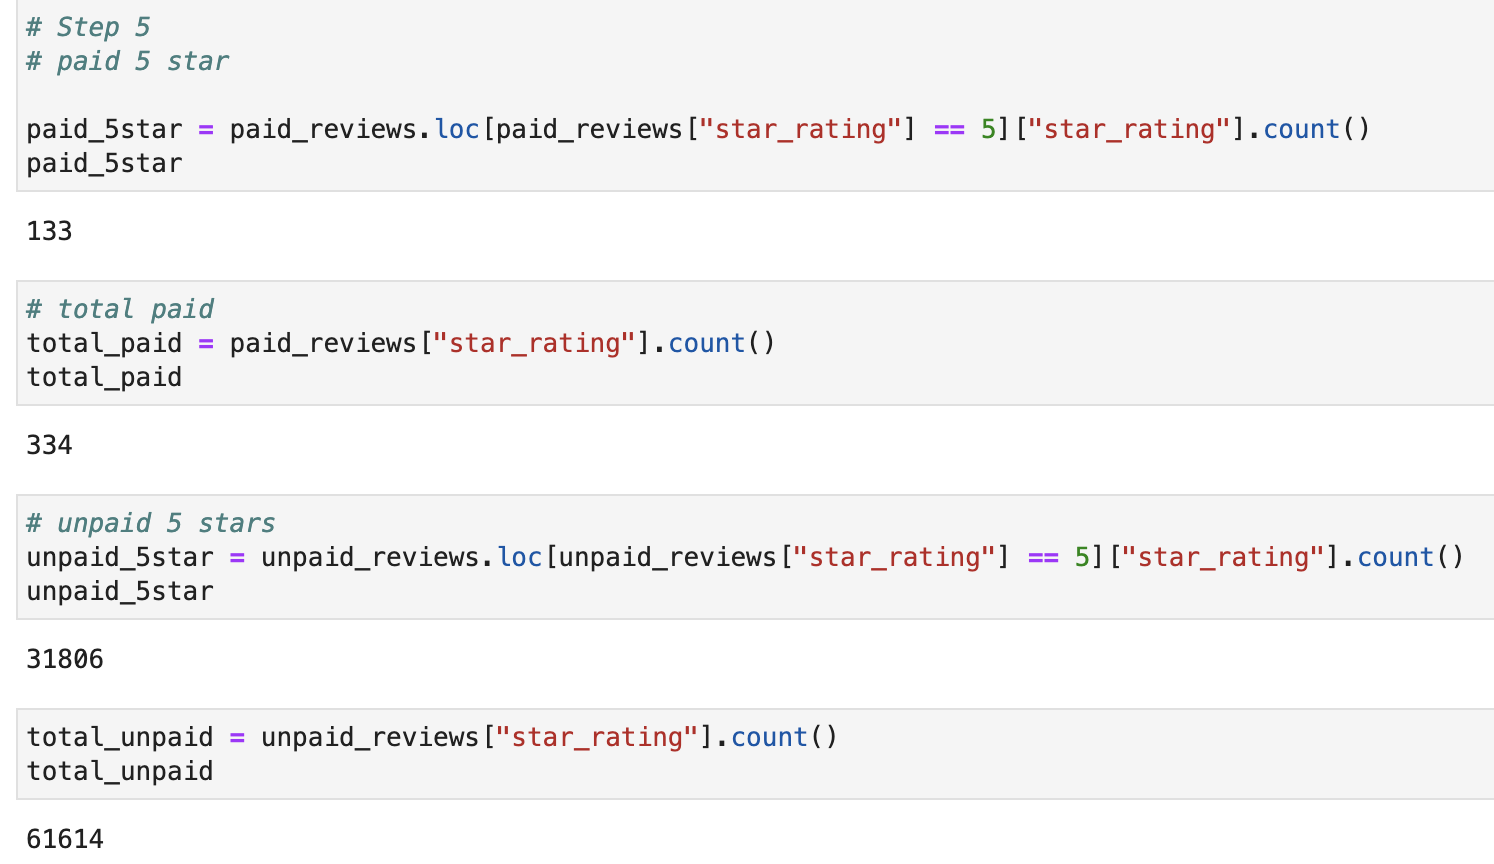 # Step 5
# paid 5 star
paid_5star = paid_reviews.loc[paid_reviews["star_rating"] == 5]["star_rating"].count()
paid_5star
133
# total paid
total_paid = paid_reviews["star_rating"].count()
total_paid
334
# unpaid 5 stars
unpaid_5star = unpaid_reviews.loc[unpaid_reviews["star_rating"] == 5]["star_rating"].count()
unpaid_5star
31806
total_unpaid = unpaid_reviews["star_rating"].count()
total_unpaid
61614